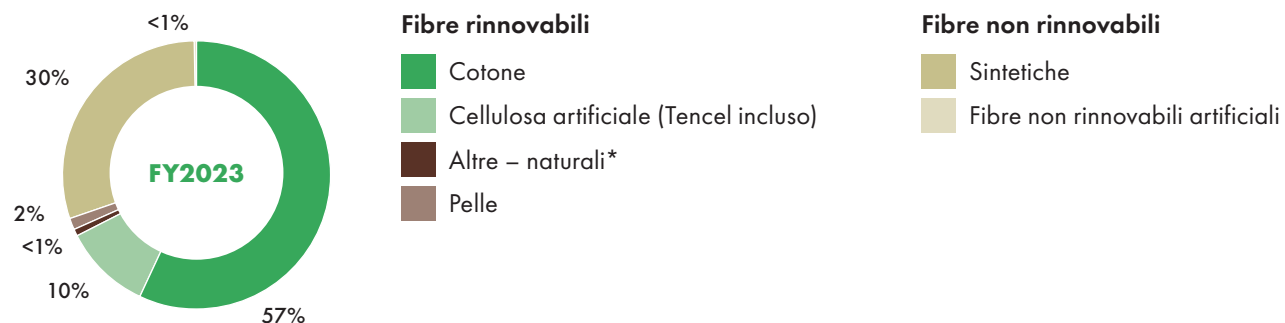 <1%
30%
FY2023
2%
<1%
10%
57%
Fibre rinnovabili
Cotone
Cellulosa artificiale (Tencel incluso)
Altre – naturali*
Pelle
Fibre non rinnovabili
Sintetiche
Fibre non rinnovabili artificiali